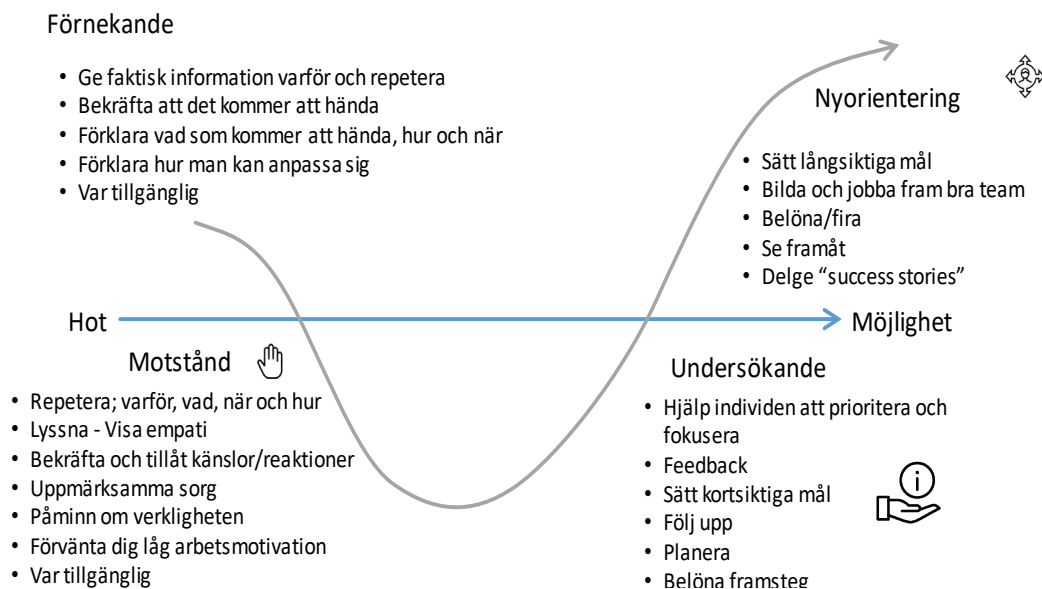 Förnekande
• Ge faktisk information varför och repetera
• Bekräfta att det kommer att hända
• Förklara vad som kommer att hända, hur och när
• Förklara hur man kan anpassa sig
• Var tillgänglig
Nyorientering
• Sätt långsiktiga mål
• Bilda och jobba fram bra team
• Belöna/fira
• Se framåt
• Delge “success stories”
Hot
Möjlighet
Motstånd
• Repetera; varför, vad, när och hur
• Lyssna - Visa empati
• Bekräfta och tillåt känslor/reaktioner
• Uppmärksamma sorg
• Påminn om verkligheten
• Förvänta dig låg arbetsmotivation
• Var tillgänglig
Undersökande
• Hjälp individen att prioritera och
fokusera
• Feedback
• Sätt kortsiktiga mål
• Följ upp
• Planera
• Belöna framsteg
i